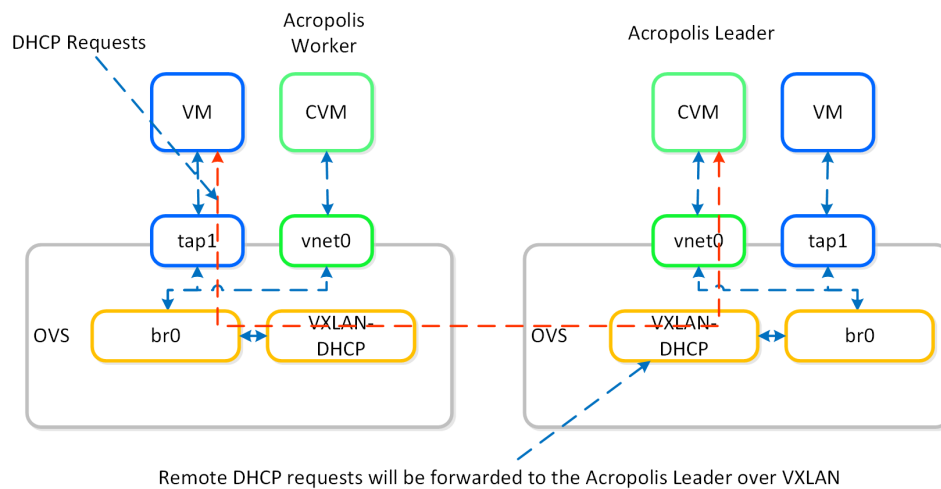 DHCP Requests
Acropolis
Worker
Acropolis Leader
VM
CVM
CVM
VM
tap1
vnet0
vnet0
tap1
OVS
br0
VXLAN-
DHCP
OVS
VXLAN-
DHCP
br0
Remote DHCP requests will be forwarded to the Acropolis Leader over VXLAN